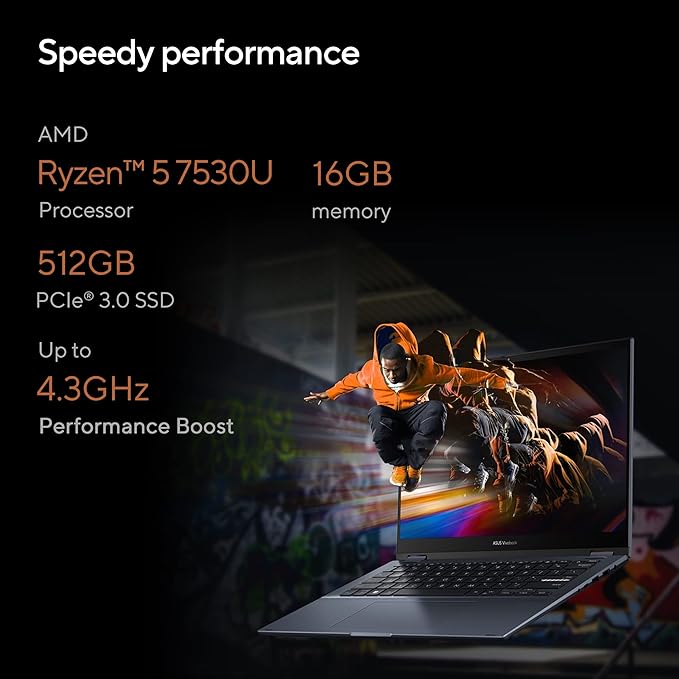 Speedy performance
AMD
Ryzen™ 5 7530U
Processor
16GB
memory
512GB
PCIe® 3.0 SSD
Up to
4.3GHz
Performance Boost
ASUS Vivobook